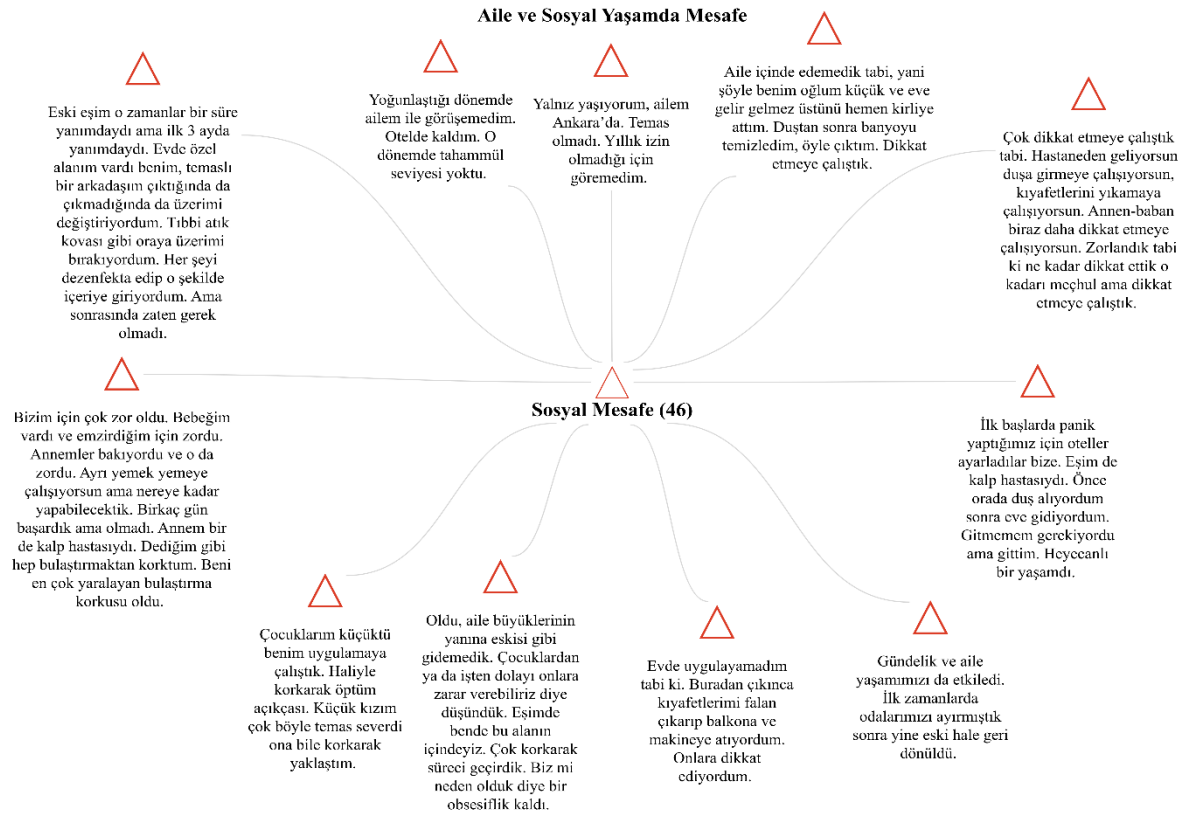 Aile ve Sosyal Yaşamda Mesafe
Eski eşim o zamanlar bir süre
yanımdaydı ama ilk 3 ayda
yanımdaydı. Evde özel
alanım vardı benim, temaslı
bir arkadaşım çıktığında da
çıkmadığında da üzerimi
değiştiriyordum. Tıbbi atık
kovası gibi oraya üzerimi
bırakıyordum. Her şeyi
dezenfekta edip o şekilde
içeriye giriyordum. Ama
sonrasında zaten gerek
olmadı.
Yoğunlaştığı dönemde
ailem ile görüşemedim.
Otelde kaldım. O
dönemde tahammül
seviyesi yoktu.
Yalnız yaşıyorum, ailem
Ankara’da. Temas
olmadı. Yıllık izin
olmadığı için
göremedim.
Aile içinde edemedik tabi, yani
şöyle benim oğlum küçük ve eve
gelir gelmez üstünü hemen kirliye
attım. Duştan sonra banyoyu
temizledim, öyle çıktım. Dikkat
etmeye çalıştık.
Çok dikkat etmeye çalıştık
tabi. Hastaneden geliyorsun
duşa girmeye çalışıyorsun,
kıyafetlerini yıkamaya
çalışıyorsun. Annen-baban
biraz daha dikkat etmeye
çalışıyorsun. Zorlandık tabi
ki ne kadar dikkat ettik o
kadarı meçhul ama dikkat
etmeye çalıştık.
Sosyal Mesafe (46)
Bizim için çok zor oldu. Bebeğim
vardı ve emzirdiğim için zordu.
Annemler bakıyordu ve o da
zordu. Ayrı yemek yemeye
çalışıyorsun ama nereye kadar
yapabilecektik. Birkaç gün
başardık ama olmadı. Annem bir
de kalp hastasıydı. Dediğim gibi
hep bulaştırmaktan korktum. Beni
en çok yaralayan bulaştırma
korkusu oldu.
İlk başlarda panik
yaptığımız için oteller
ayarladılar bize. Eşim de
kalp hastasıydı. Önce
orada duş alıyordum
sonra eve gidiyordum.
Gitmemem gerekiyordu
ama gittim. Heyecanlı
bir yaşamdı.
Çocuklarım küçüktü
benim uygulamaya
çalıştık. Haliyle
korkarak öptüm
açıkçası. Küçük kızım
çok böyle temas severdi
ona bile korkarak
yaklaştım.
Oldu, aile büyüklerinin
yanına eskisi gibi
gidemedik. Çocuklardan
ya da işten dolayı onlara
zarar verebiliriz diye
düşündük. Eşimde
bende bu alanın
içindeyiz. Çok korkarak
süreci geçirdik. Biz mi
neden olduk diye bir
obsesiflik kaldı.
Evde uygulayamadım
tabi ki. Buradan çıkınca
kıyafetlerimi falan
çıkarıp balkona ve
makineye atıyordum.
Onlara dikkat
ediyordum.
Gündelik ve aile
yaşamımızı da etkiledi.
İlk zamanlarda
odalarımızı ayırmıştık
sonra yine eski hale geri
dönüldü.